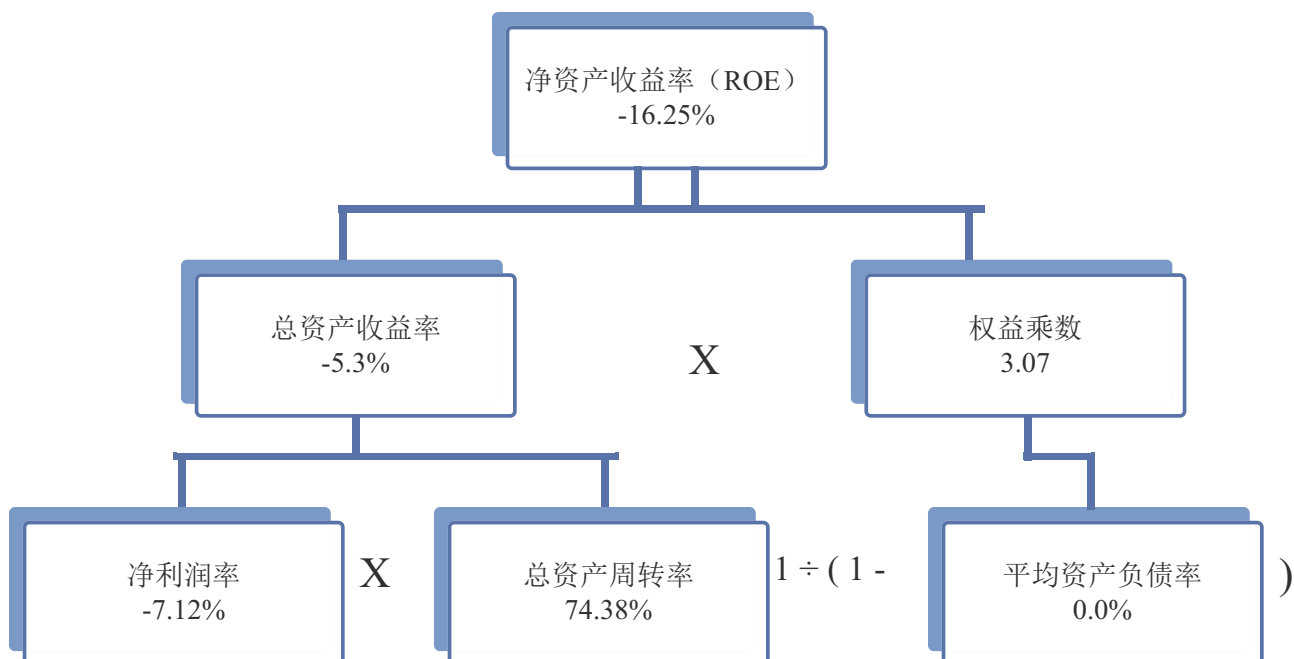 净资产收益率（ROE）
-16.25%
总资产收益率
-5.3%
X
权益乘数
3.07
净利润率
-7.12%
X
总资产周转率
74.38%
1 ÷ ( 1 -
平均资产负债率
0.0%
)